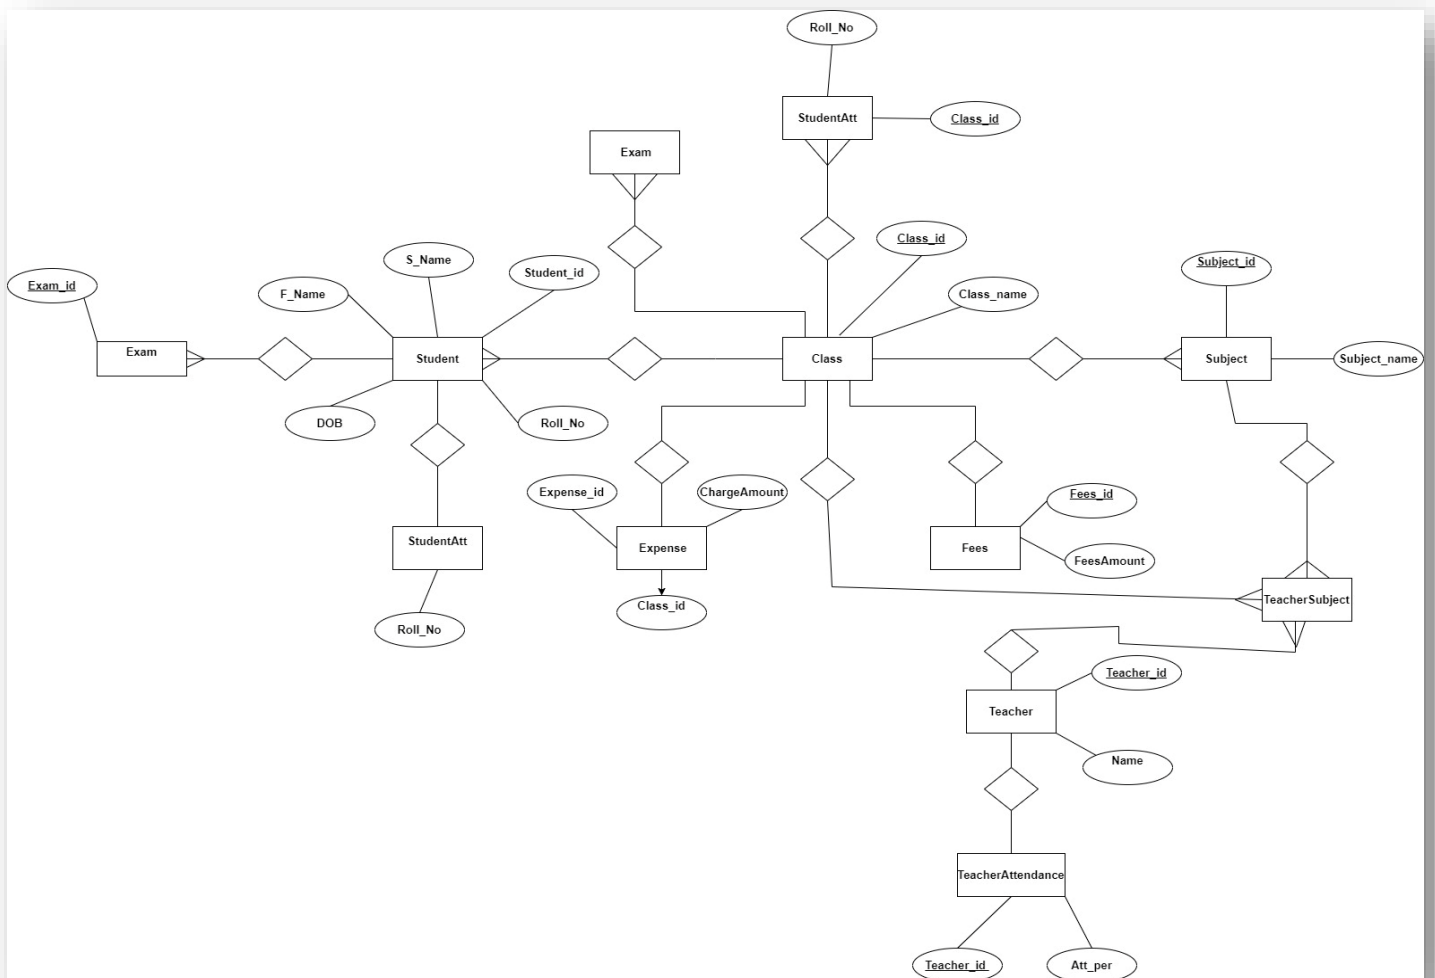 Roll_No
StudentAtt
Class_id
Exam
Class_id
S_Name
Student_id
Subject_id
Exam_id
F_Name
Class_name
Exam
Student
Class
Subject
Subject_name
DOB
Roll_No
Expense_id
ChargeAmount
Fees_id
StudentAtt
Expense
Fees
FeesAmount
Class_id
TeacherSubject
Roll_No
Teacher_id
Teacher
Name
TeacherAttendance
Teacher_id
Att_per